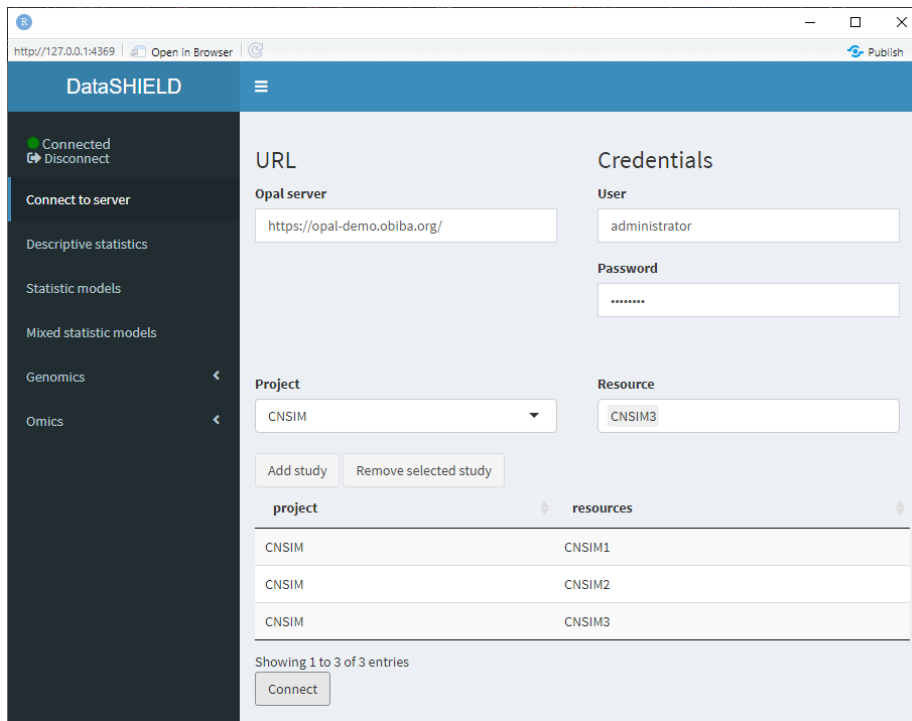 R
http://127.0.0.1:4369 Open in Browser Publish
DataSHIELD
Connected
Disconnect
Connect to server
Descriptive statistics
Statistic models
Mixed statistic models
Genomics
Omics
URL Credentials
Opal server User
https://opal-demo.obiba.org/ administrator
Password
••••••••
Project Resource
CNSIM CNSIM3
Add study Remove selected study
project resources
CNSIM CNSIM1
CNSIM CNSIM2
CNSIM CNSIM3
Showing 1 to 3 of 3 entries
Connect